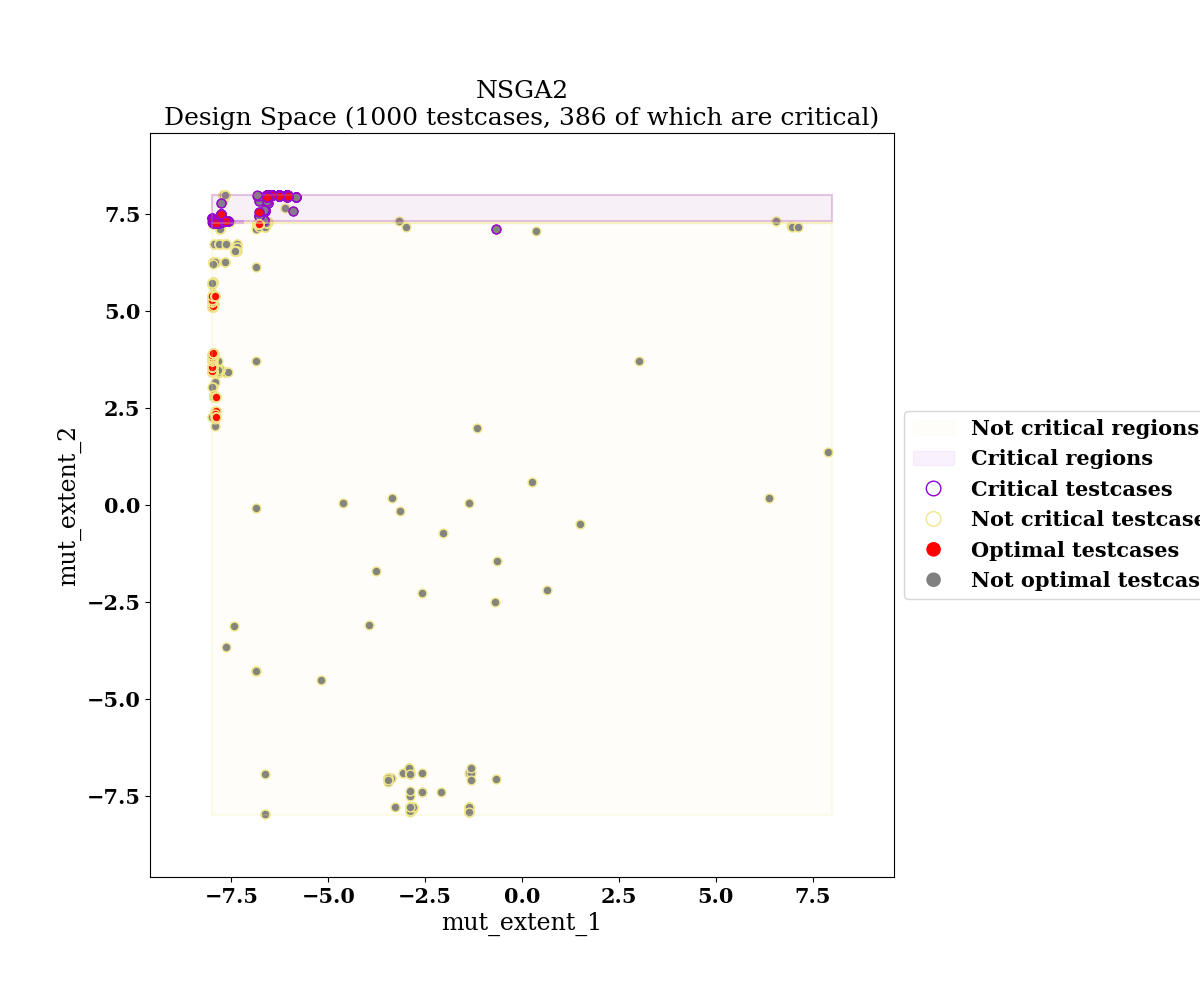 NSGA2
Design Space (1000 testcases, 386 of which are critical)
7.5
5.0
2.5
0.0
−2.5
−5.0
−7.5
mut_extent_2
−7.5
−5.0
−2.5
0.0
2.5
5.0
7.5
mut_extent_1
Not critical regions
Critical regions
Critical testcases
Not critical testcase
Optimal testcases
Not optimal testcas